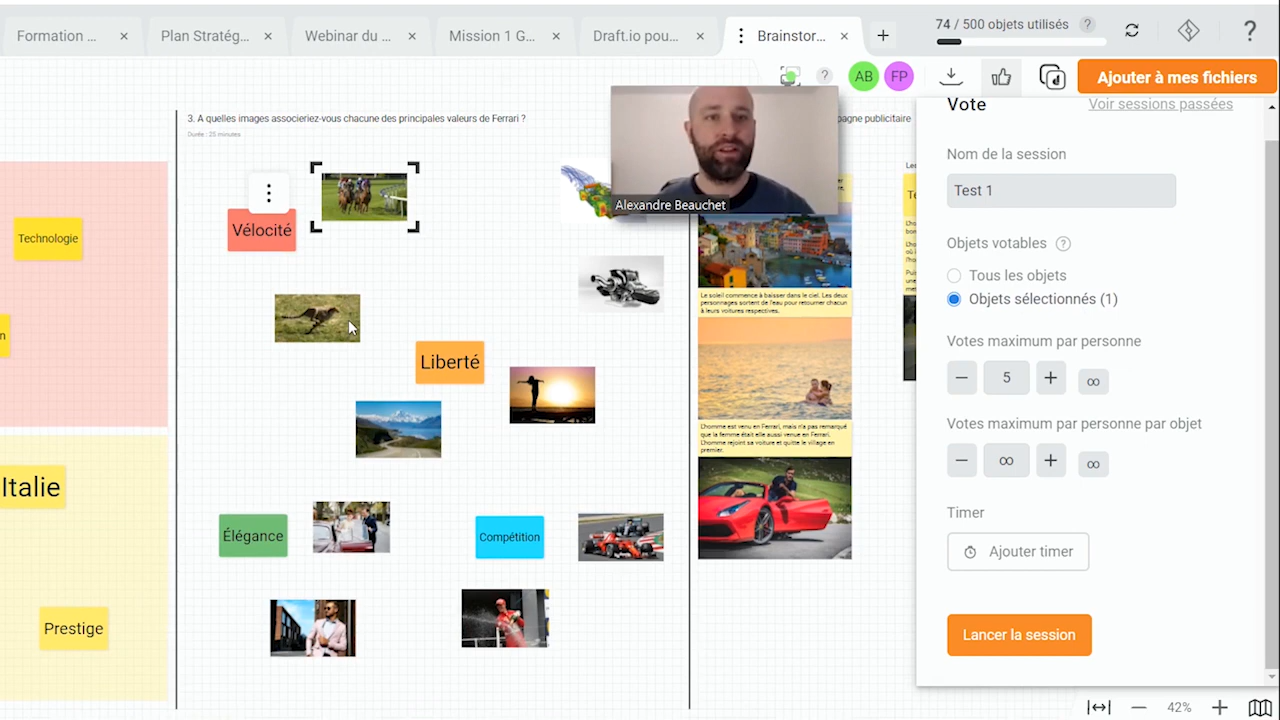 Formation ...
Plan Stratég...
Webinar du ...
Mission 1 G...
Draft.io pou...
Brainstor...
74 / 500 objets utilisés
?
?
?
AB
FP
Ajouter à mes fichiers
3. A quelles images associeriez-vous chacune des principales valeurs de Ferrari ?
Durée : 25 minutes
pagne publicitaire
Vote
Voir sessions passées
Nom de la session
Test 1
Objets votables
?
Tous les objets
Objets sélectionnés (1)
Votes maximum par personne
5
∞
Votes maximum par personne par objet
∞
∞
Timer
Ajouter timer
Lancer la session
42%
Alexandre Beauchet
Technologie
n
Italie
Prestige
Vélocité
Liberté
Élégance
Compétition
Le soleil commence à baisser dans le ciel. Les deux
personnages sortent de l'eau pour retourner chacun
à leurs voitures respectives.
L'homme est venu en Ferrari, mais n'a pas remarqué
que la femme était elle aussi venue en Ferrari.
L'homme rejoint sa voiture et quitte le village en
premier.